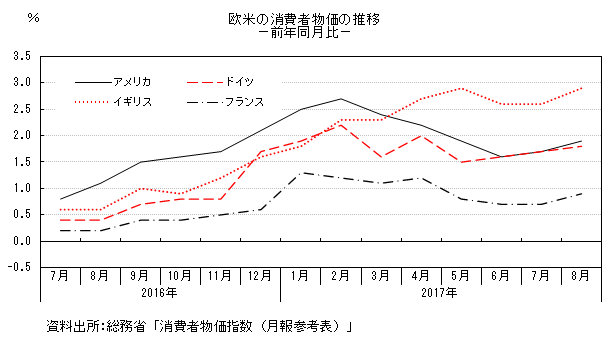 欧米の消費者物価の推移
－前年同月比－
％
3.5
3.0
2.5
2.0
1.5
1.0
0.5
0.0
-0.5
アメリカ
ドイツ
イギリス
フランス
7月 8月 9月 10月 11月 12月 1月 2月 3月 4月 5月 6月 7月 8月
2016年 2017年
資料出所:総務省「消費者物価指数（月報参考表）」